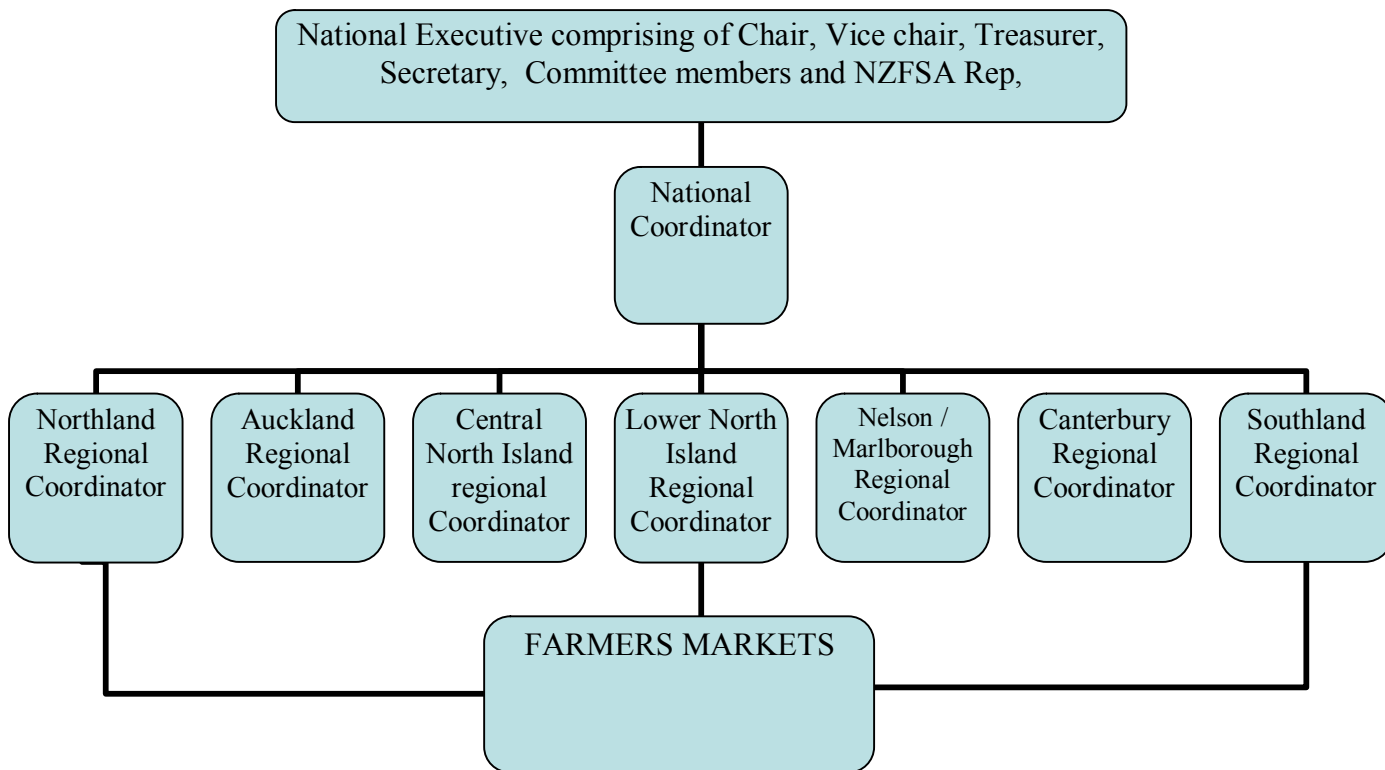 National Executive comprising of Chair, Vice chair, Treasurer,
Secretary,  Committee members and NZFSA Rep,
National
Coordinator
Northland
Regional
Coordinator
Auckland
Regional
Coordinator
Central
North Island
regional
Coordinator
Lower North
Island
Regional
Coordinator
Nelson /
Marlborough
Regional
Coordinator
Canterbury
Regional
Coordinator
Southland
Regional
Coordinator
FARMERS MARKETS